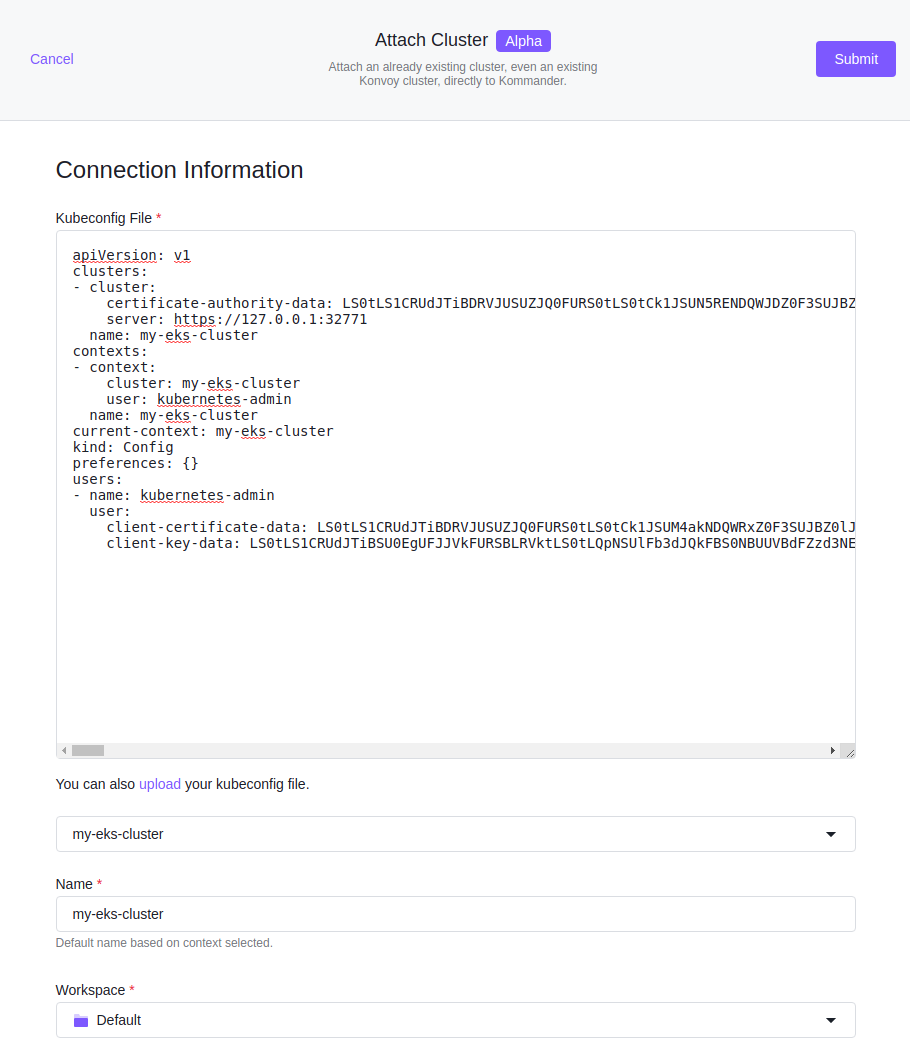 Attach Cluster Alpha
Cancel
Attach an already existing cluster, even an existing
Konvoy cluster, directly to Kommander.
Submit
Connection Information
Kubeconfig File *
apiVersion: v1
clusters:
- cluster:
    certificate-authority-data: LS0tLS1CRUdJTiBDRVJUSUZJQ0FURS0tLS0tCk1JSUN5RENDQWJDZ0F3SUJBZ
    server: https://127.0.0.1:32771
  name: my-eks-cluster
contexts:
- context:
    cluster: my-eks-cluster
    user: kubernetes-admin
  name: my-eks-cluster
current-context: my-eks-cluster
kind: Config
preferences: {}
users:
- name: kubernetes-admin
  user:
    client-certificate-data: LS0tLS1CRUdJTiBDRVJUSUZJQ0FURS0tLS0tCk1JSUM4akNDQWRxZ0F3SUJBZ0lJ
    client-key-data: LS0tLS1CRUdJTiBSU0EgUFJJVkFURSBLRVktLS0tLQpNSUlFb3dJQkFBS0NBUUVBdFZzd3NE
You can also upload your kubeconfig file.
my-eks-cluster
Name *
my-eks-cluster
Default name based on context selected.
Workspace *
Default